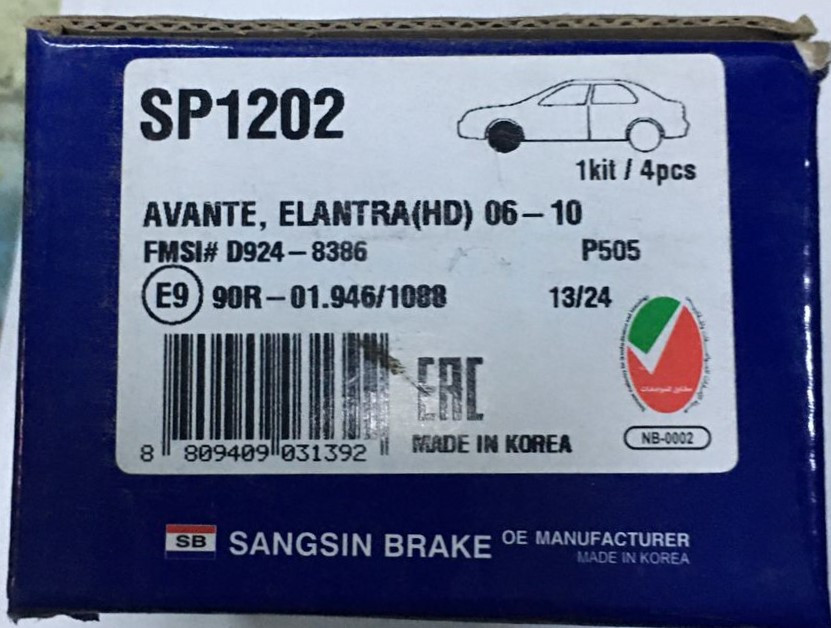 SP1202
1kit / 4pcs
AVANTE, ELANTRA(HD) 06-10
FMSI# D924-8386
P505
E9 90R-01.946/1088
13/24
EAC
MADE IN KOREA
8 809409 031392
NB-0002
SB SANGSIN BRAKE
OE MANUFACTURER
MADE IN KOREA